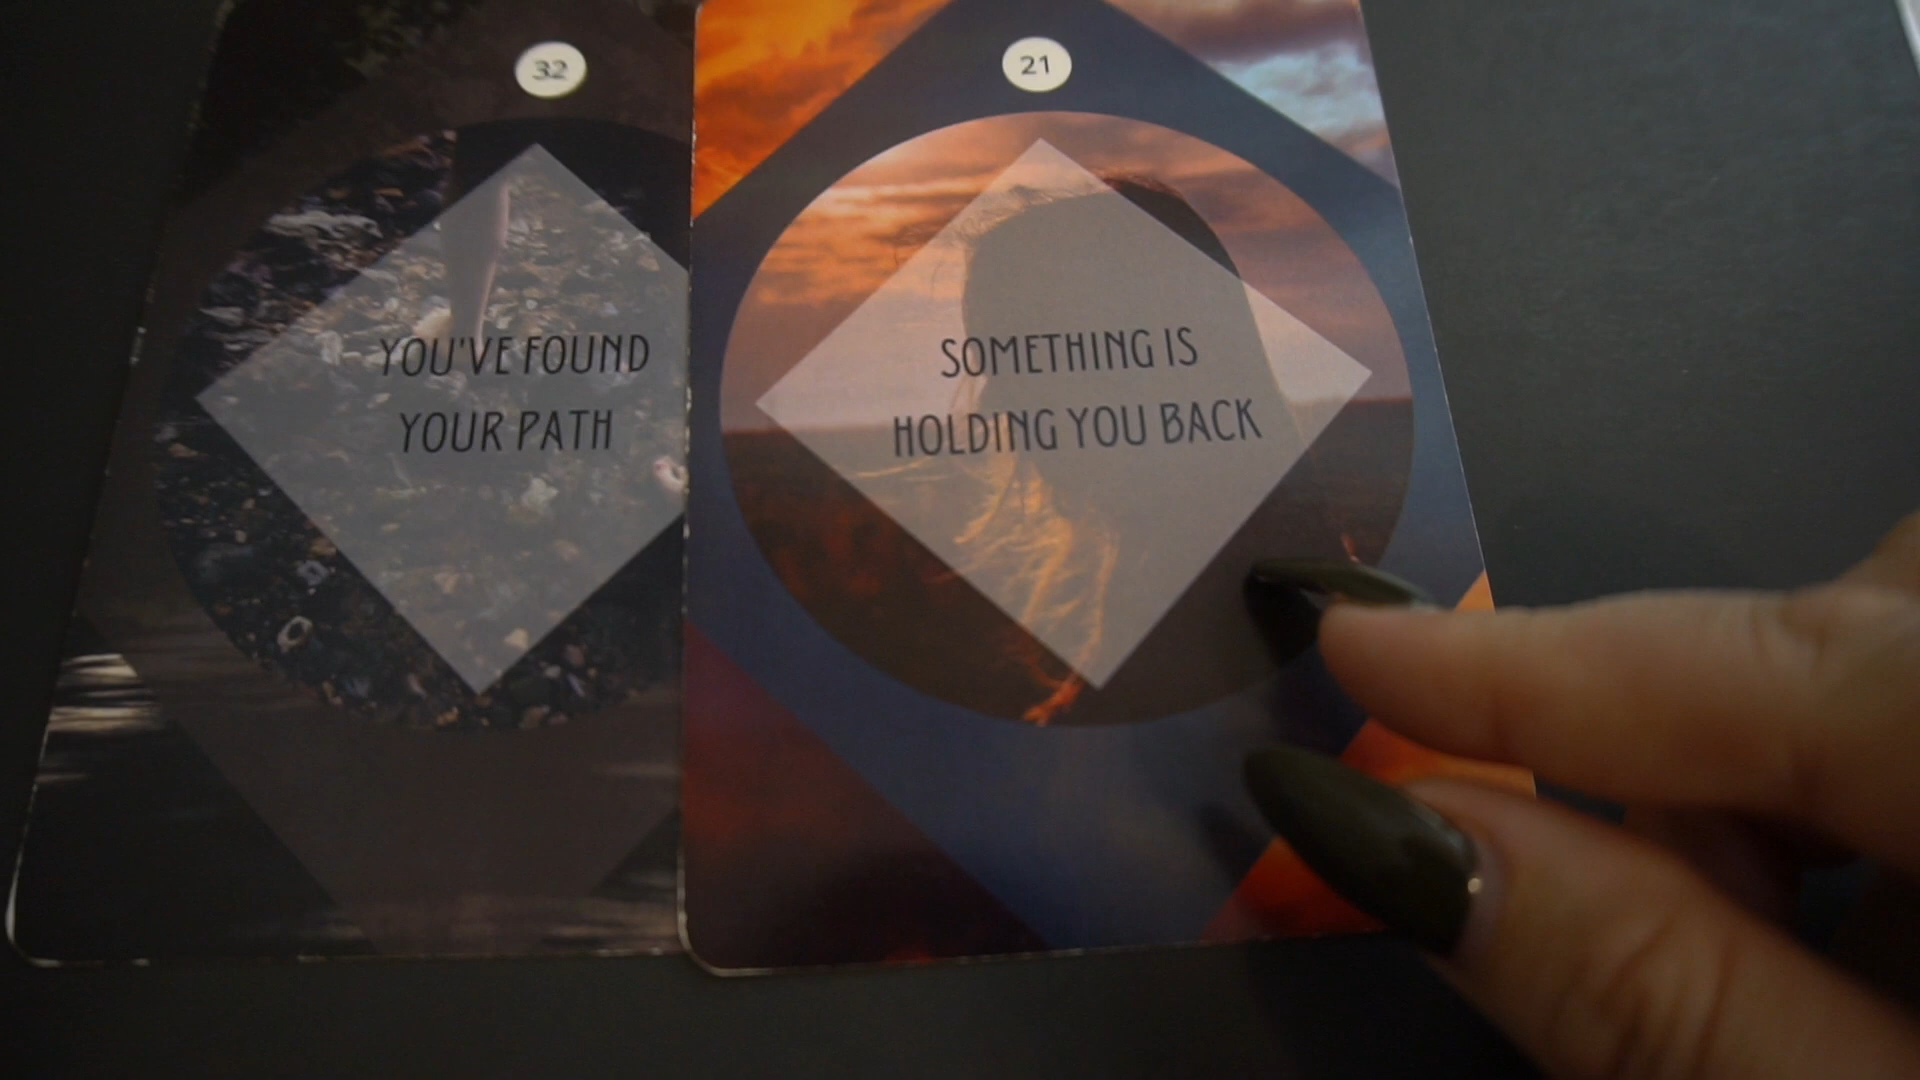 32
YOU'VE FOUND
YOUR PATH
21
SOMETHING IS
HOLDING YOU BACK